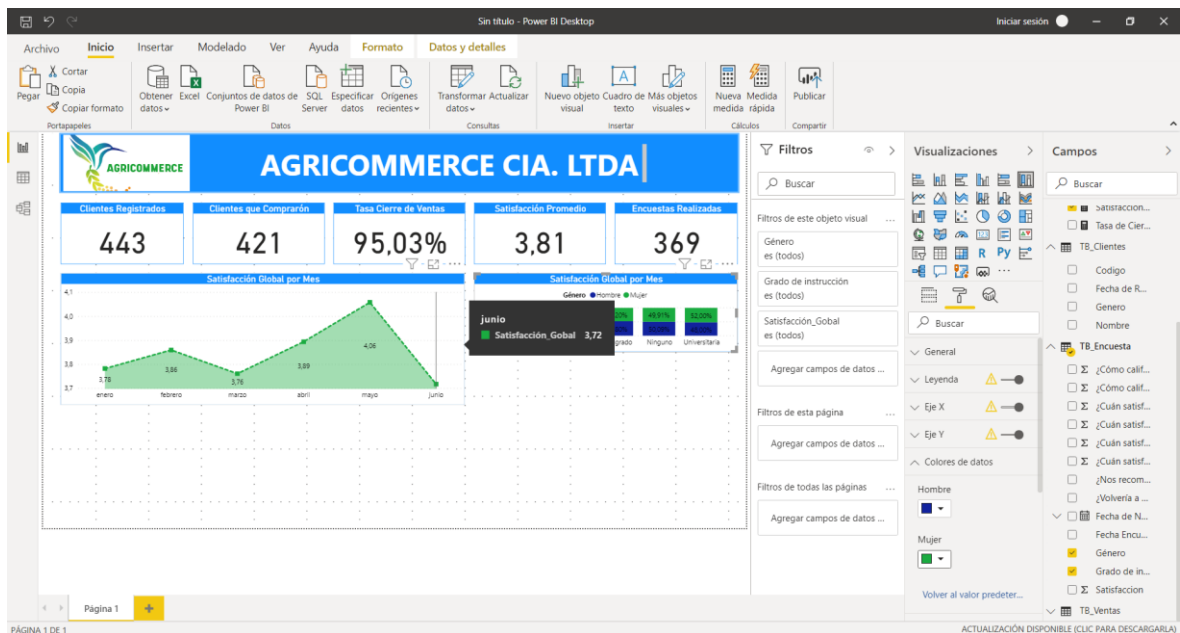 Sin título - Power BI Desktop
Iniciar sesión
Archivo Inicio Insertar Modelado Ver Ayuda Formato Datos y detalles
Pegar
Cortar
Copia
Copiar formato
Portapapeles
Obtener datos
Excel
Conjuntos de datos de Power BI
SQL Server
Especificar datos
Orígenes recientes
Datos
Transformar datos
Actualizar
Consultas
Nuevo objeto visual
Cuadro de texto
Más objetos visuales
Insertar
Nueva medida
Medida rápida
Cálculos
Publicar
Compartir
AGRICOMMERCE
AGRICOMMERCE CIA. LTDA
Clientes Registrados
443
Clientes que Comprarón
421
Tasa Cierre de Ventas
95,03%
Satisfacción Promedio
3,81
Encuestas Realizadas
369
Satisfacción Global por Mes
4,1
4,0
3,9
3,8
3,7
3,78
3,86
3,76
3,89
4,06
enero febrero marzo abril mayo junio
junio
Satisfacción_Gobal 3,72
Satisfacción Global por Mes
Género Hombre Mujer
48,91% 52,00%
Ninguno Universitaria
Filtros
Buscar
Filtros de este objeto visual ...
Género
es (todos)
Grado de instrucción
es (todos)
Satisfacción_Gobal
es (todos)
Agregar campos de datos ...
Filtros de esta página ...
Agregar campos de datos ...
Filtros de todas las páginas ...
Agregar campos de datos ...
Visualizaciones
R Py
Buscar
General
Leyenda
Eje X
Eje Y
Colores de datos
Hombre
Mujer
Volver al valor predeter...
Campos
Buscar
Satisfaccion...
Tasa de Cier...
TB_Clientes
Codigo
Fecha de R...
Genero
Nombre
TB_Encuesta
¿Cómo calif...
¿Cómo calif...
¿Cuán satisf...
¿Cuán satisf...
¿Cuán satisf...
¿Cuán satisf...
¿Nos recom...
¿Volvería a ...
Fecha de N...
Fecha Encu...
Género
Grado de in...
Satisfaccion
TB_Ventas
Página 1
PÁGINA 1 DE 1
ACTUALIZACIÓN DISPONIBLE (CLIC PARA DESCARGARLA)